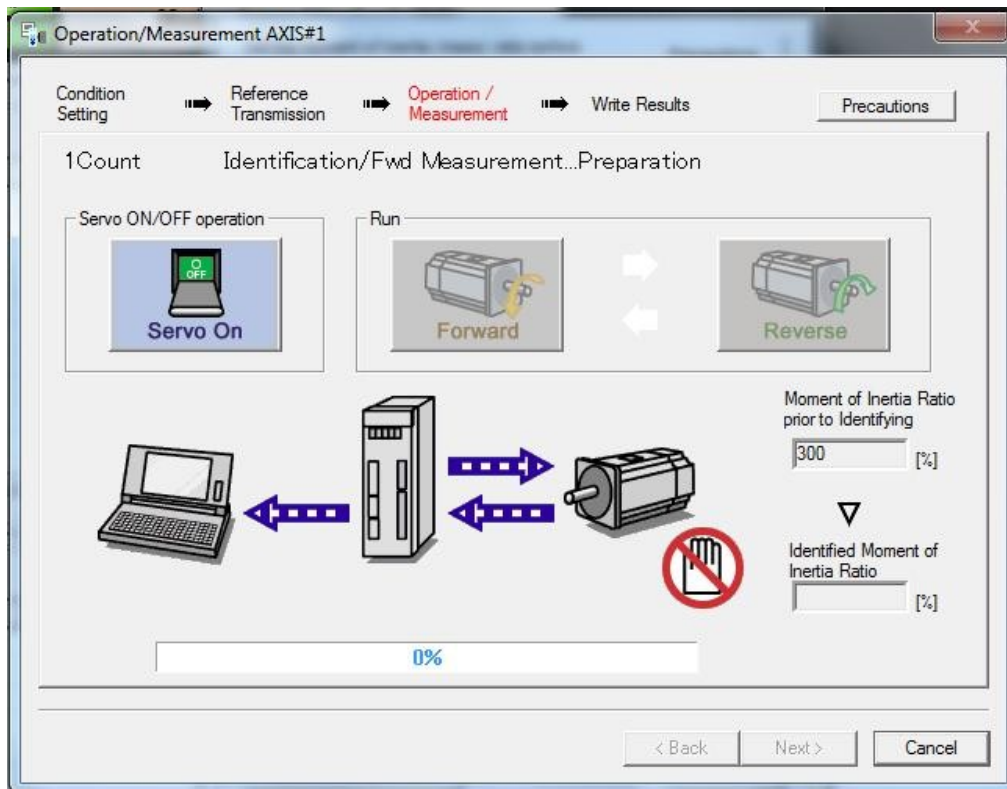 Operation/Measurement AXIS#1
Condition
Setting
Reference
Transmission
Operation /
Measurement
Write Results
Precautions
1Count Identification/Fwd Measurement...Preparation
Servo ON/OFF operation
Run
O
OFF
Servo On
Forward
Reverse
Moment of Inertia Ratio
prior to Identifying
300 [%]
Identified Moment of
Inertia Ratio
[%]
0%
< Back
Next >
Cancel